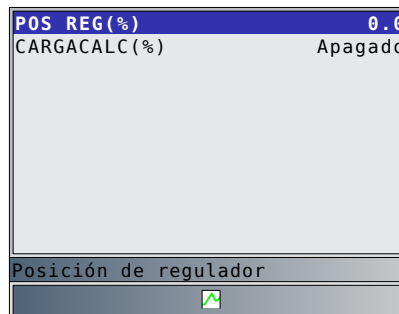 POS REG(%) 0.0
CARGACALC(%) Apagado
Posición de regulador